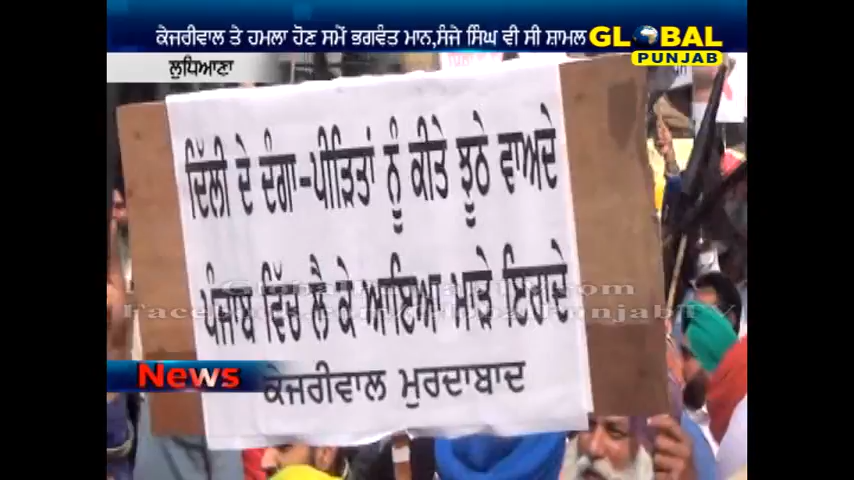 ਕੇਜਰੀਵਾਲ ਤੇ ਹਮਲਾ ਹੋਣ ਸਮੇਂ ਭਗਵੰਤ ਮਾਨ,ਸੰਜੇ ਸਿੰਘ ਵੀ ਸੀ ਸ਼ਾਮਲ
GLOBAL
PUNJAB
ਲੁਧਿਆਣਾ
ਦਿੱਲੀ ਦੇ ਦੰਗਾ-ਪੀੜਿਤਾਂ ਨੂੰ ਕੀਤੇ ਝੂਠੇ ਵਾਅਦੇ
ਪੰਜਾਬ ਵਿੱਚ ਲੈ ਕੇ ਆਇਆ ਮਾੜੇ ਇਰਾਦੇ
ਕੇਜਰੀਵਾਲ ਮੁਰਦਾਬਾਦ
News